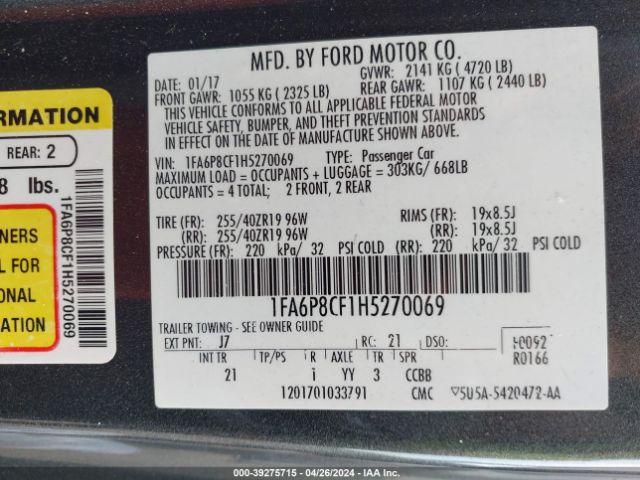 MFD. BY FORD MOTOR CO.
DATE: 01/17
GVWR: 2141 KG ( 4720 LB)
FRONT GAWR: 1055 KG ( 2325 LB)
REAR GAWR: 1107 KG ( 2440 LB)
THIS VEHICLE CONFORMS TO ALL APPLICABLE FEDERAL MOTOR
VEHICLE SAFETY, BUMPER, AND THEFT PREVENTION STANDARDS
IN EFFECT ON THE DATE OF MANUFACTURE SHOWN ABOVE.
VIN: 1FA6P8CF1H5270069 TYPE: Passenger Car
MAXIMUM LOAD = OCCUPANTS + LUGGAGE = 303KG/ 668LB
OCCUPANTS = 4 TOTAL; 2 FRONT, 2 REAR
TIRE (FR): 255/40ZR19 96W RIMS (FR): 19x8.5J
(RR): 255/40ZR19 96W (RR): 19x8.5J
PRESSURE (FR): 220 kPa/ 32 PSI COLD (RR): 220 kPa/ 32 PSI COLD
1FA6P8CF1H5270069
TRAILER TOWING - SEE OWNER GUIDE
EXT PNT: J7 RC: 21 DSO:
R0166
INT TR TP/PS R AXLE TR SPR
21 i YY 3 CCBB
1201701033791 CMC 5U5A-5420472-AA
ORMATION
REAR: 2
8 lbs.
NERS
L FOR
ONAL
ATION
1FA6P8CF1H5270069
000-39275715 - 04/26/2024 - IAA Inc.